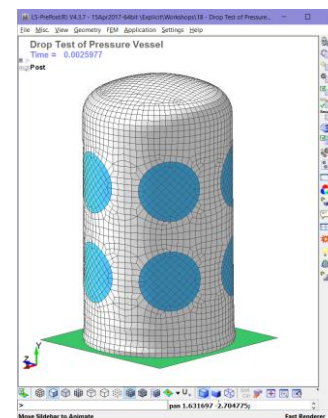 LS-PrePost(R) V4.3.7 - 15Apr2017-64bit \Explicit\Workshops\18 - Drop Test of Pressure...
File Misc. View Geometry FEM Application Settings Help
Drop Test of Pressure Vessel
Time = 0.0025977
Post
Y
Z
>
pan 1.631697 -2.704775;
Move Slidebar to Animate
Fast Renderer